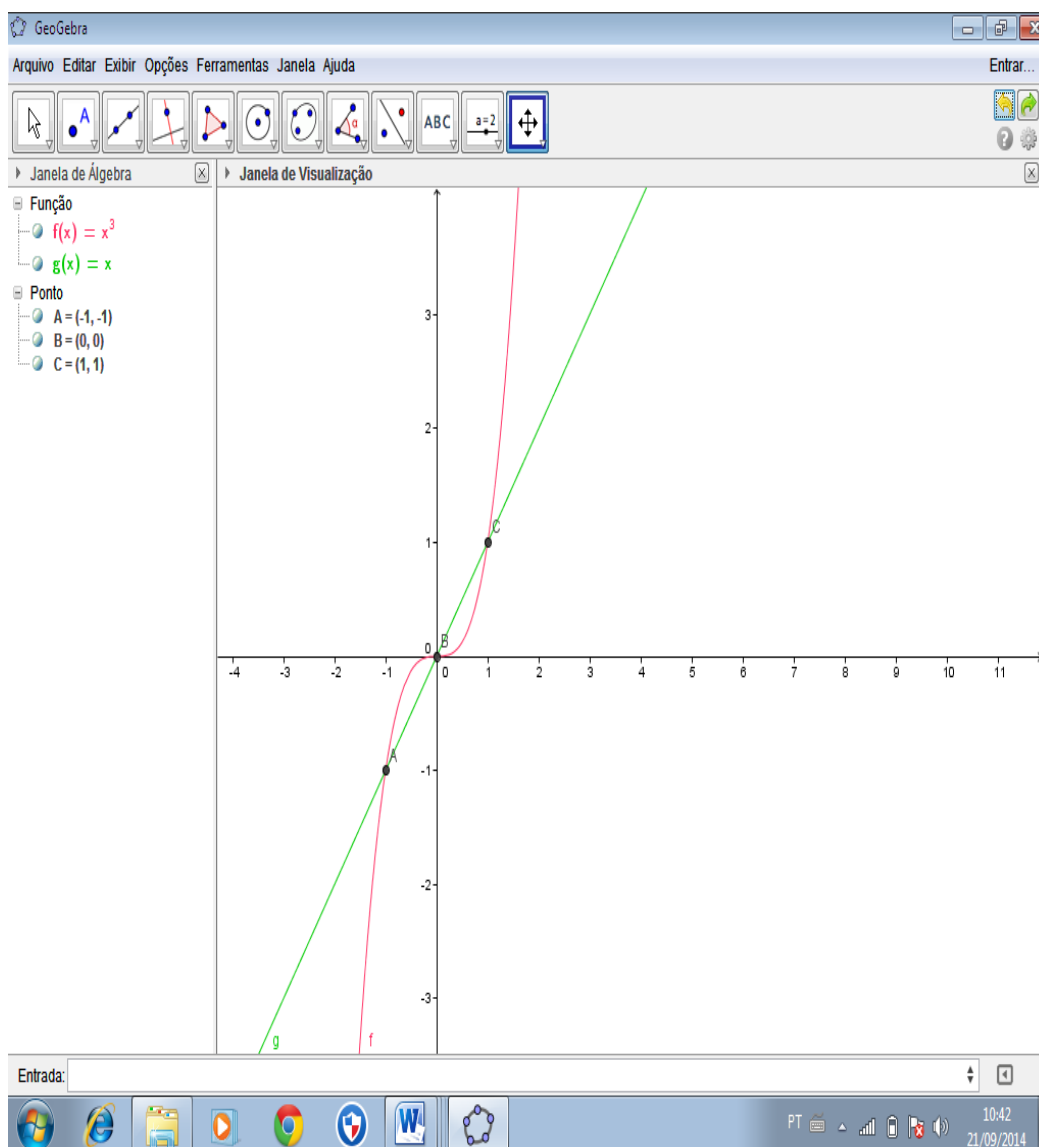 GeoGebra
Arquivo Editar Exibir Opções Ferramentas Janela Ajuda
Entrar...
A
α
ABC
a=2
Janela de Álgebra
Janela de Visualização
Função
f(x) = x³
g(x) = x
Ponto
A = (-1, -1)
B = (0, 0)
C = (1, 1)
3
2
C
1
B
0
-4 -3 -2 -1 0 1 2 3 4 5 6 7 8 9 10 11
A
-1
-2
-3
g f
Entrada:
W
PT
10:42
21/09/2014